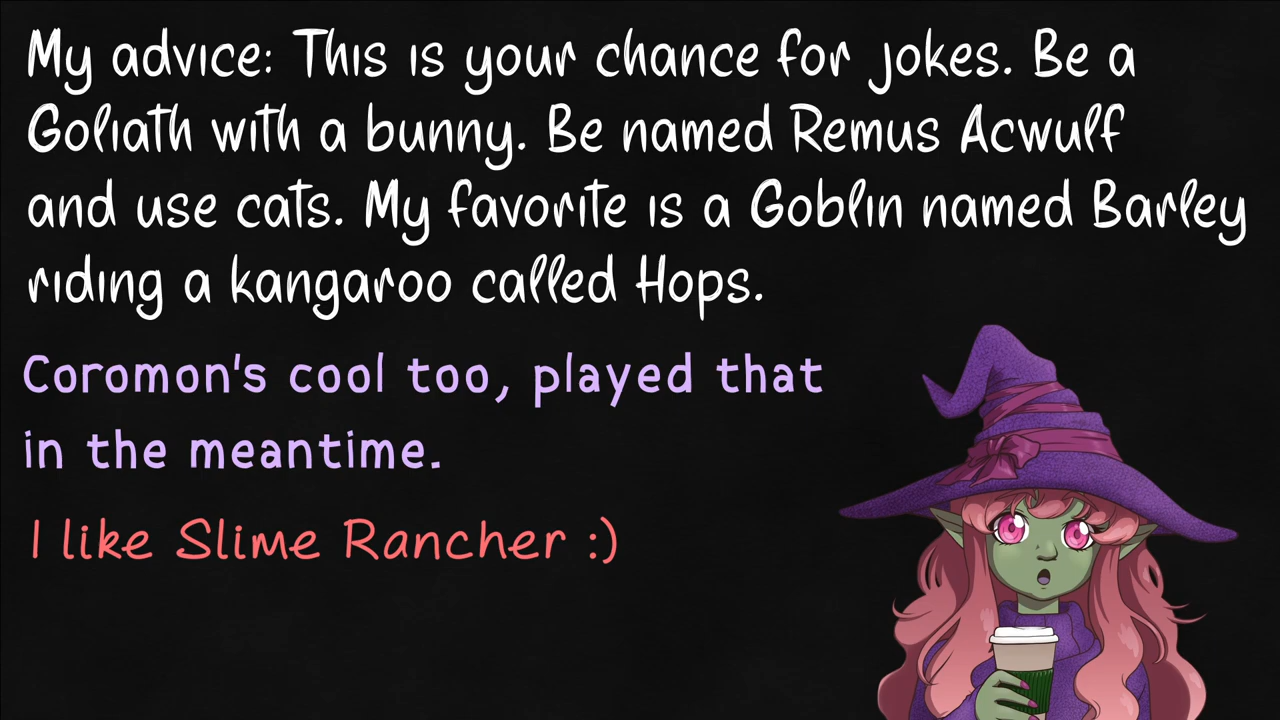 My advice: This is your chance for jokes. Be a
Goliath with a bunny. Be named Remus Acwulf
and use cats. My favorite is a Goblin named Barley
riding a kangaroo called Hops.
Coromon's cool too, played that
in the meantime.
I like Slime Rancher :)